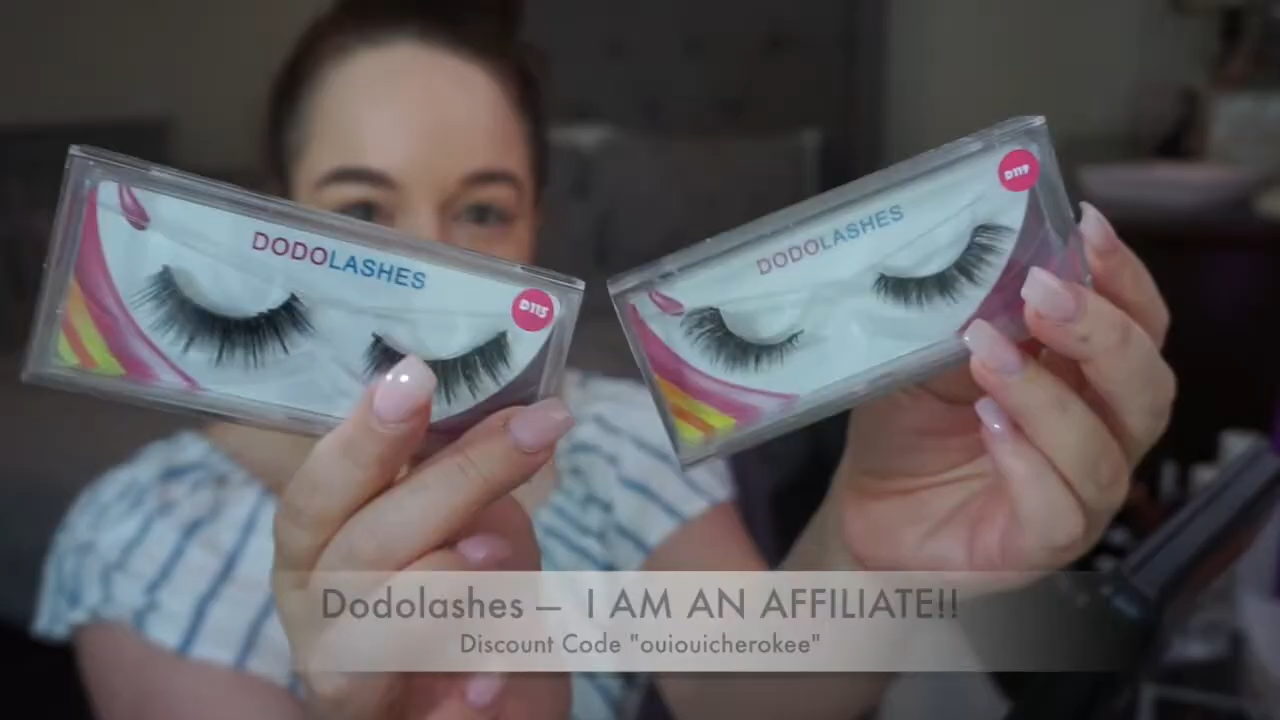 DODOLASHES
D115
DODOLASHES
D119
Dodolashes – I AM AN AFFILIATE!!
Discount Code "ouiouicherokee"